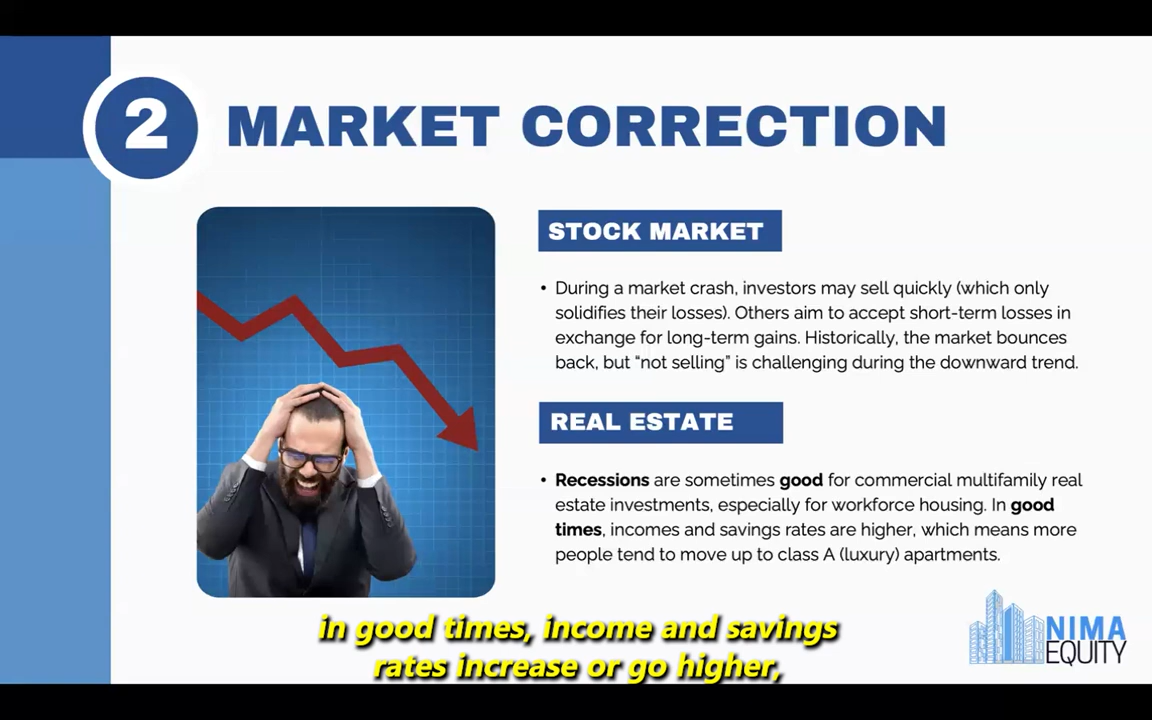 2
MARKET CORRECTION
STOCK MARKET
• During a market crash, investors may sell quickly (which only
solidifies their losses). Others aim to accept short-term losses in
exchange for long-term gains. Historically, the market bounces
back, but “not selling” is challenging during the downward trend.
REAL ESTATE
• Recessions are sometimes good for commercial multifamily real
estate investments, especially for workforce housing. In good
times, incomes and savings rates are higher, which means more
people tend to move up to class A (luxury) apartments.
in good times, income and savings
rates increase or go higher,
NIMA
EQUITY